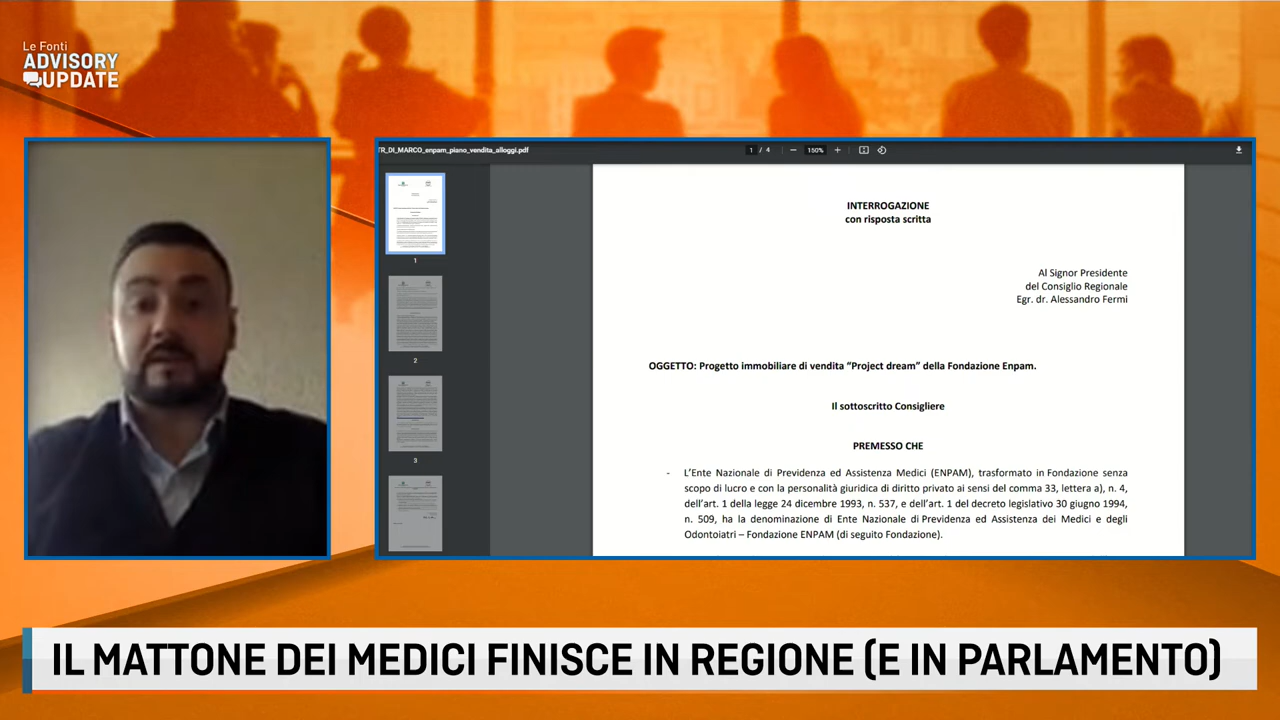 Le Fonti
ADVISORY
UPDATE
TR_DI_MARCO_enpam_piano_vendita_alloggi.pdf
1 / 4
150%
1
2
3
INTERROGAZIONE
con risposta scritta
Al Signor Presidente
del Consiglio Regionale
Egr. dr. Alessandro Fermi
OGGETTO: Progetto immobiliare di vendita “Project dream” della Fondazione Enpam.
Il sottoscritto Consigliere
PREMESSO CHE
- L’Ente Nazionale di Previdenza ed Assistenza Medici (ENPAM), trasformato in Fondazione senza
scopo di lucro e con la personalità giuridica di diritto privato ai sensi del comma 33, lettera a), n. 4,
dell’art. 1 della legge 24 dicembre 1993, n. 537, e dell’art. 1 del decreto legislativo 30 giugno 1994,
n. 509, ha la denominazione di Ente Nazionale di Previdenza ed Assistenza dei Medici e degli
Odontoiatri – Fondazione ENPAM (di seguito Fondazione).
IL MATTONE DEI MEDICI FINISCE IN REGIONE (E IN PARLAMENTO)